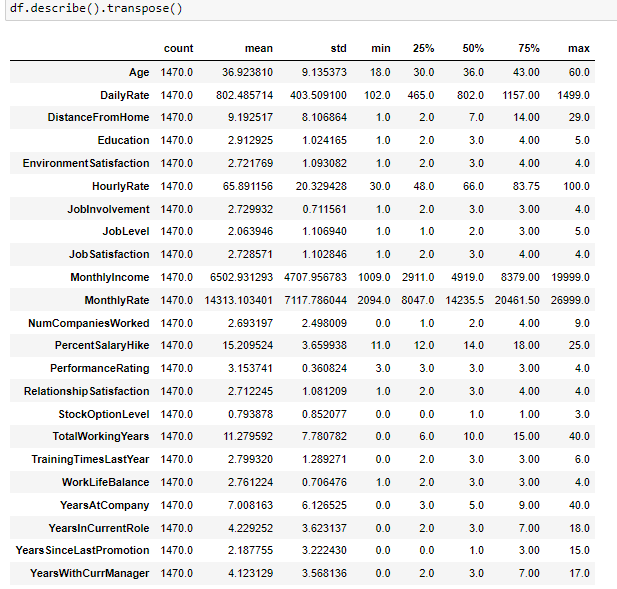 df.describe().transpose()
count mean std min 25% 50% 75% max
Age 1470.0 36.923810 9.135373 18.0 30.0 36.0 43.00 60.0
DailyRate 1470.0 802.485714 403.509100 102.0 465.0 802.0 1157.00 1499.0
DistanceFromHome 1470.0 9.192517 8.106864 1.0 2.0 7.0 14.00 29.0
Education 1470.0 2.912925 1.024165 1.0 2.0 3.0 4.00 5.0
EnvironmentSatisfaction 1470.0 2.721769 1.093082 1.0 2.0 3.0 4.00 4.0
HourlyRate 1470.0 65.891156 20.329428 30.0 48.0 66.0 83.75 100.0
JobInvolvement 1470.0 2.729932 0.711561 1.0 2.0 3.0 3.00 4.0
JobLevel 1470.0 2.063946 1.106940 1.0 1.0 2.0 3.00 5.0
JobSatisfaction 1470.0 2.728571 1.102846 1.0 2.0 3.0 4.00 4.0
MonthlyIncome 1470.0 6502.931293 4707.956783 1009.0 2911.0 4919.0 8379.00 19999.0
MonthlyRate 1470.0 14313.103401 7117.786044 2094.0 8047.0 14235.5 20461.50 26999.0
NumCompaniesWorked 1470.0 2.693197 2.498009 0.0 1.0 2.0 4.00 9.0
PercentSalaryHike 1470.0 15.209524 3.659938 11.0 12.0 14.0 18.00 25.0
PerformanceRating 1470.0 3.153741 0.360824 3.0 3.0 3.0 3.00 4.0
RelationshipSatisfaction 1470.0 2.712245 1.081209 1.0 2.0 3.0 4.00 4.0
StockOptionLevel 1470.0 0.793878 0.852077 0.0 0.0 1.0 1.00 3.0
TotalWorkingYears 1470.0 11.279592 7.780782 0.0 6.0 10.0 15.00 40.0
TrainingTimesLastYear 1470.0 2.799320 1.289271 0.0 2.0 3.0 3.00 6.0
WorkLifeBalance 1470.0 2.761224 0.706476 1.0 2.0 3.0 3.00 4.0
YearsAtCompany 1470.0 7.008163 6.126525 0.0 3.0 5.0 9.00 40.0
YearsInCurrentRole 1470.0 4.229252 3.623137 0.0 2.0 3.0 7.00 18.0
YearsSinceLastPromotion 1470.0 2.187755 3.222430 0.0 0.0 1.0 3.00 15.0
YearsWithCurrManager 1470.0 4.123129 3.568136 0.0 2.0 3.0 7.00 17.0